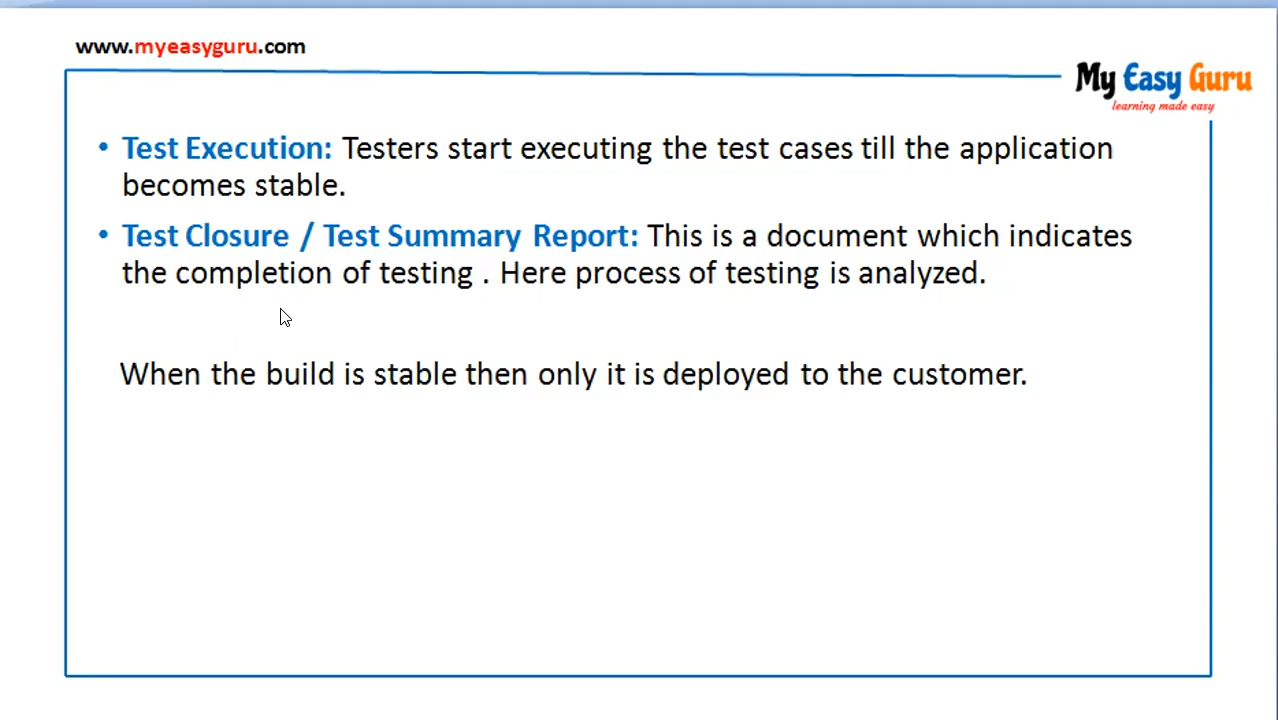 www.myeasyguru.com
My Easy Guru
learning made easy
• Test Execution: Testers start executing the test cases till the application
becomes stable.
• Test Closure / Test Summary Report: This is a document which indicates
the completion of testing . Here process of testing is analyzed.
When the build is stable then only it is deployed to the customer.